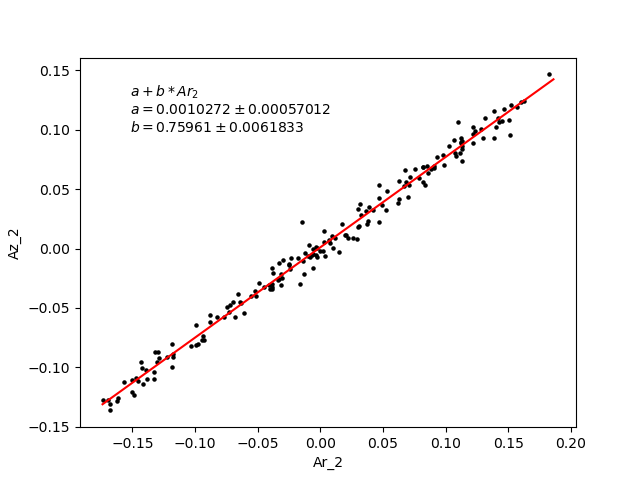 a + b * Ar₂
a = 0.0010272 ± 0.00057012
b = 0.75961 ± 0.0061833
0.15
0.10
0.05
0.00
−0.05
−0.10
−0.15
Az_2
−0.15 −0.10 −0.05 0.00 0.05 0.10 0.15 0.20
Ar_2